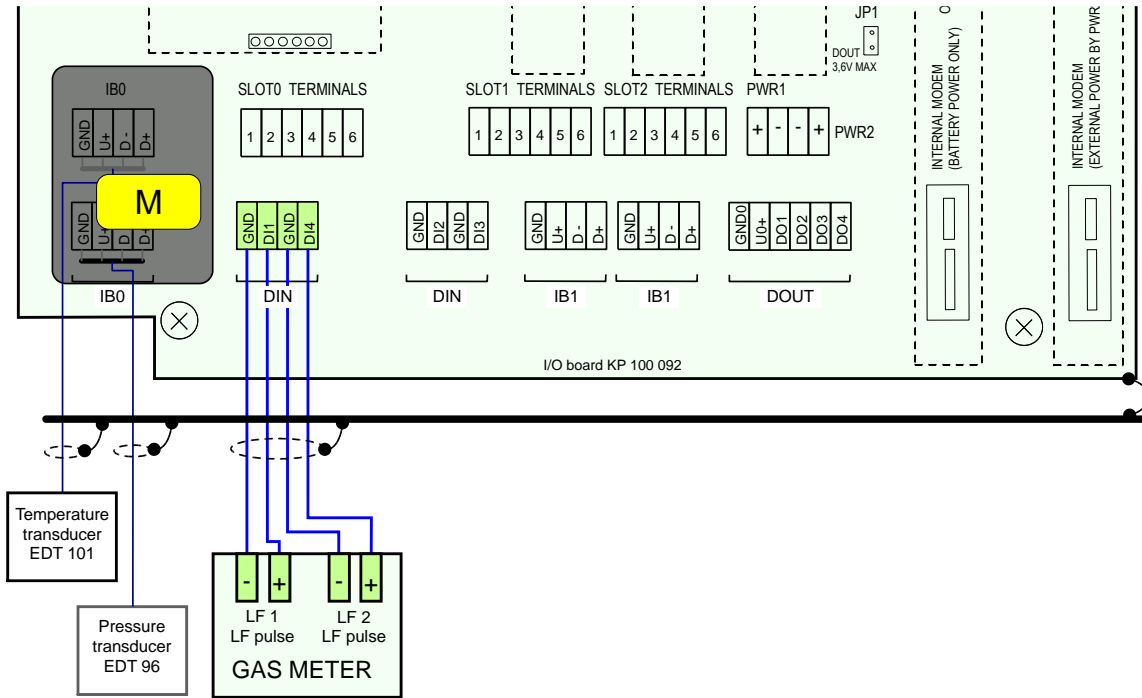 JP1
DOUT
3,6V MAX
INTERNAL MODEM
(BATTERY POWER ONLY)
INTERNAL MODEM
(EXTERNAL POWER BY PWR
IB0
SLOT0 TERMINALS
SLOT1 TERMINALS
SLOT2 TERMINALS
PWR1
GND
U+
D -
D+
1 2 3 4 5 6
1 2 3 4 5 6
1 2 3 4 5 6
+ - - +
PWR2
M
GND
U+
D
D+
GND
DI1
GND
DI4
GND
DI2
GND
DI3
GND
U+
D -
D+
GND
U+
D-
D+
GND0
U0+
DO1
DO2
DO3
DO4
IB0
DIN
DIN
IB1
IB1
DOUT
I/O board KP 100 092
Temperature
transducer
EDT 101
Pressure
transducer
EDT 96
- +
- +
LF 1
LF pulse
LF 2
LF pulse
GAS METER